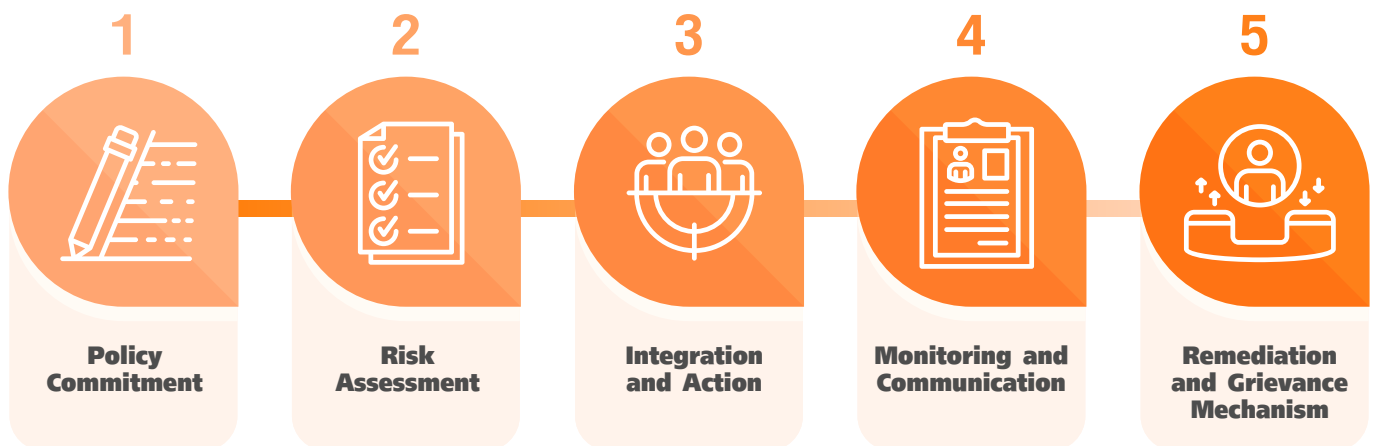 1
2
3
4
5
Policy
Commitment
Risk
Assessment
Integration
and Action
Monitoring and
Communication
Remediation
and Grievance
Mechanism